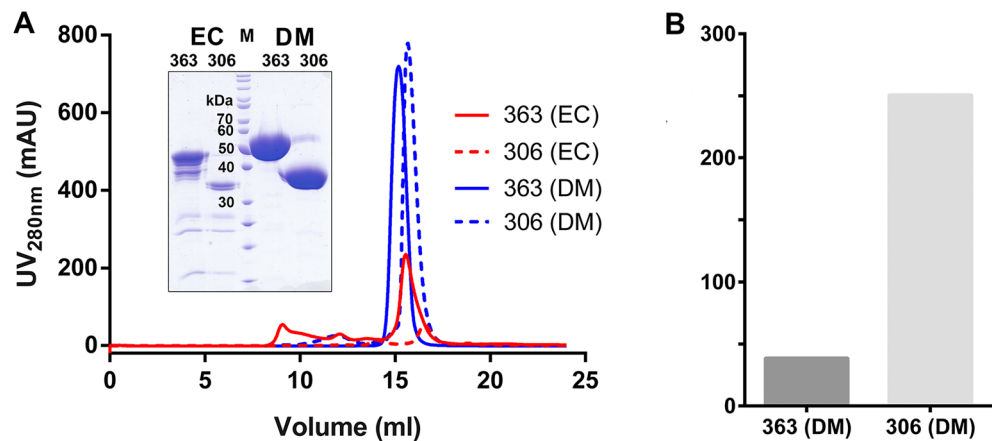 A
B
EC M DM
363 306 363 306
kDa
70
60
50
40
30
800
600
400
200
0
UV280nm (mAU)
0 5 10 15 20 25
Volume (ml)
363 (EC)
306 (EC)
363 (DM)
306 (DM)
300
200
100
0
363 (DM) 306 (DM)